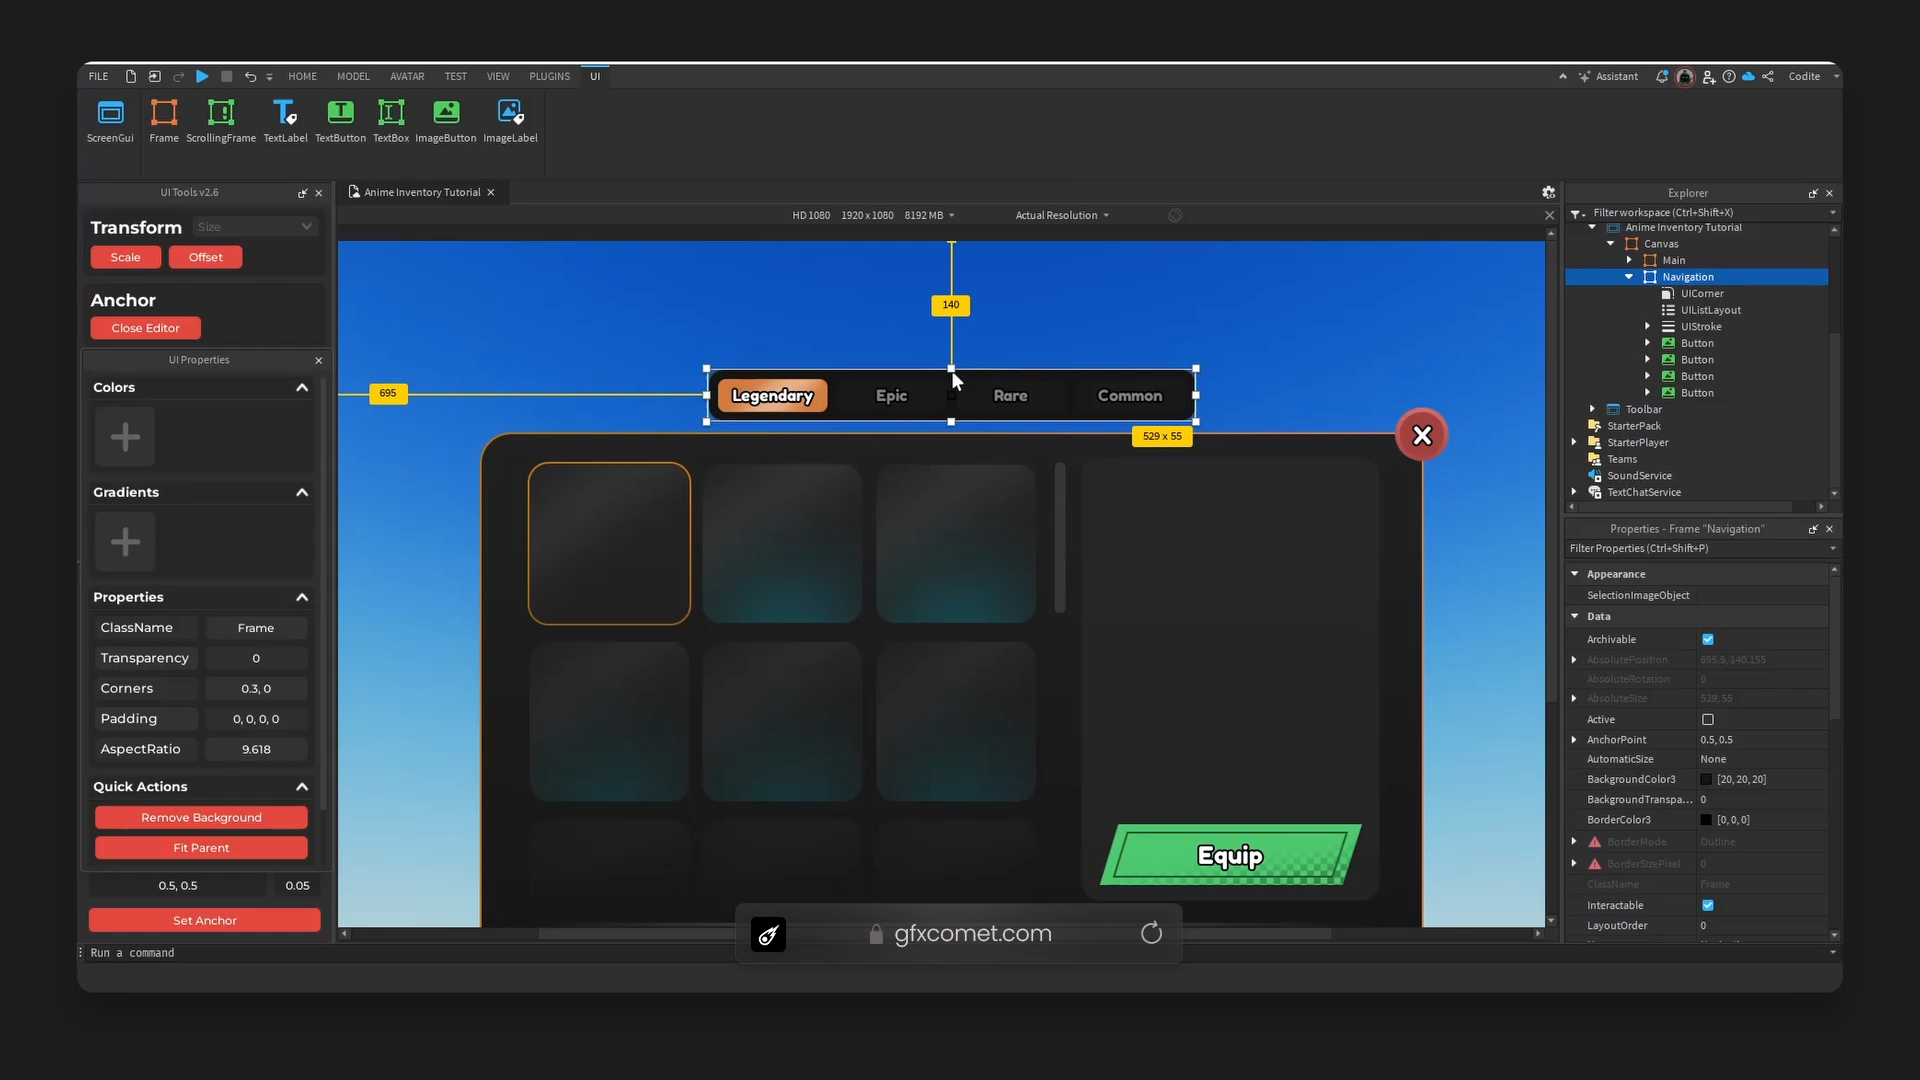 FILE HOME MODEL AVATAR TEST VIEW PLUGINS UI Assistant Codite
ScreenGui Frame ScrollingFrame TextLabel TextButton TextBox ImageButton ImageLabel
UI Tools v2.6
Transform Size
Scale Offset
Anchor
Close Editor
UI Properties
Colors
Gradients
Properties
ClassName Frame
Transparency 0
Corners 0.3, 0
Padding 0, 0, 0, 0
AspectRatio 9.618
Quick Actions
Remove Background
Fit Parent
0.5, 0.5 0.05
Set Anchor
Run a command
Anime Inventory Tutorial
HD 1080 1920 x 1080 8192 MB Actual Resolution
140
695
Legendary Epic Rare Common
529 x 55
Equip
gfxcomet.com
Explorer
Filter workspace (Ctrl+Shift+X)
Anime Inventory Tutorial
Canvas
Main
Navigation
UICorner
UIListLayout
UIStroke
Button
Button
Button
Button
Toolbar
StarterPack
StarterPlayer
Teams
SoundService
TextChatService
Properties - Frame "Navigation"
Filter Properties (Ctrl+Shift+P)
Appearance
SelectionImageObject
Data
Archivable
AbsolutePosition 695.5, 140.155
AbsoluteRotation 0
AbsoluteSize 529, 55
Active
AnchorPoint 0.5, 0.5
AutomaticSize None
BackgroundColor3 [20, 20, 20]
BackgroundTranspa... 0
BorderColor3 [0, 0, 0]
BorderMode Outline
BorderSizePixel 0
ClassName Frame
Interactable
LayoutOrder 0